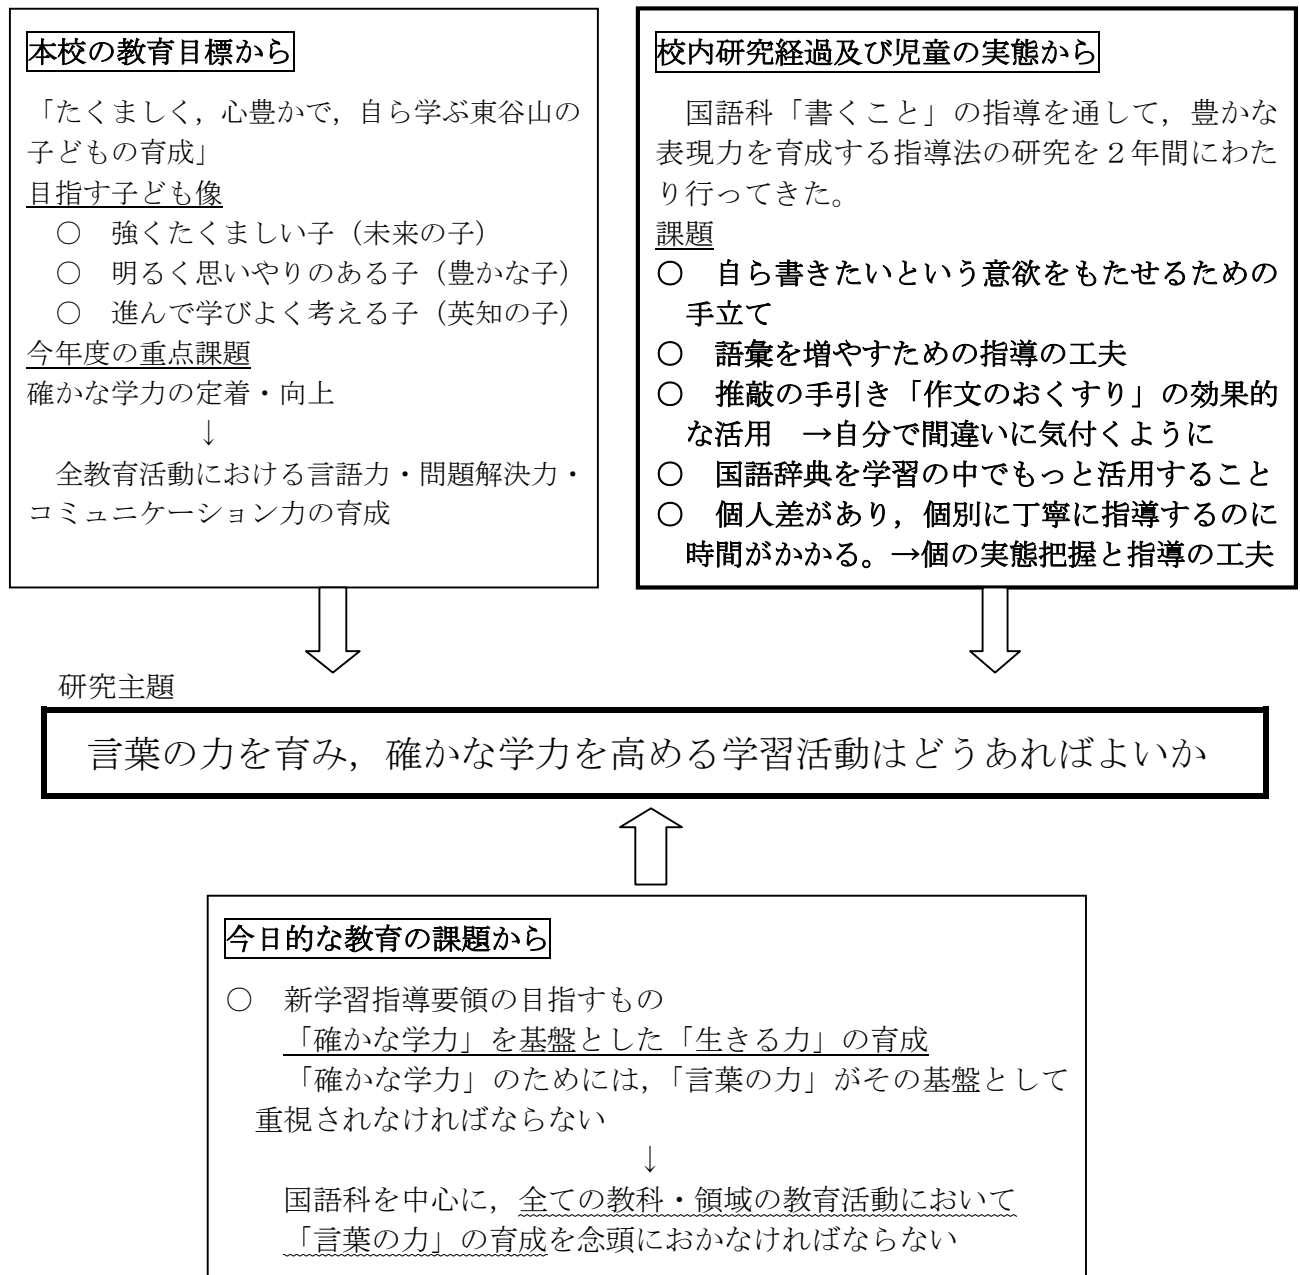 本校の教育目標から
「たくましく，心豊かで，自ら学ぶ東谷山の
子どもの育成」
目指す子ども像
○　強くたくましい子（未来の子）
○　明るく思いやりのある子（豊かな子）
○　進んで学びよく考える子（英知の子）
今年度の重点課題
確かな学力の定着・向上
↓
全教育活動における言語力・問題解決力・
コミュニケーション力の育成
校内研究経過及び児童の実態から
国語科「書くこと」の指導を通して，豊かな
表現力を育成する指導法の研究を２年間にわた
り行ってきた。
課題
○　自ら書きたいという意欲をもたせるための
手立て
○　語彙を増やすための指導の工夫
○　推敲の手引き「作文のおくすり」の効果的
な活用　→自分で間違いに気付くように
○　国語辞典を学習の中でもっと活用すること
○　個人差があり，個別に丁寧に指導するのに
時間がかかる。→個の実態把握と指導の工夫
研究主題
言葉の力を育み，確かな学力を高める学習活動はどうあればよいか
今日的な教育の課題から
○　新学習指導要領の目指すもの
「確かな学力」を基盤とした「生きる力」の育成
「確かな学力」のためには，「言葉の力」がその基盤として
重視されなければならない
↓
国語科を中心に，全ての教科・領域の教育活動において
「言葉の力」の育成を念頭におかなければならない